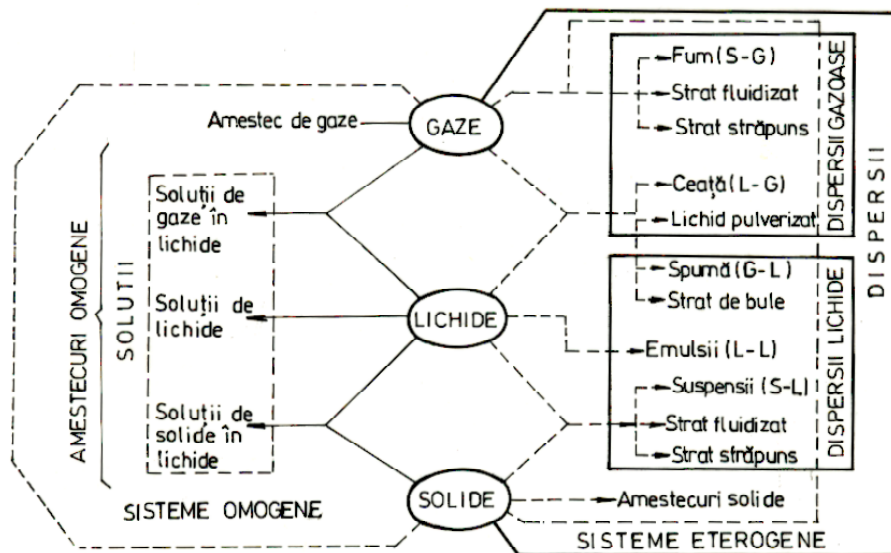 Amestec de gaze
GAZE
Fum (S-G)
Strat fluidizat
Strat străpuns
Ceață (L-G)
Lichid pulverizat
DISPERSII GAZOASE
DISPERSII
AMESTECURI OMOGENE
SOLUTII
Soluții de
gaze în
lichide
Soluții de
lichide
Soluții de
solide în
lichide
LICHIDE
Spumă (G-L)
Strat de bule
Emulsii (L-L)
Suspensii (S-L)
Strat fluidizat
Strat străpuns
DISPERSII LICHIDE
SOLIDE
Amestecuri solide
SISTEME OMOGENE
SISTEME ETEROGENE